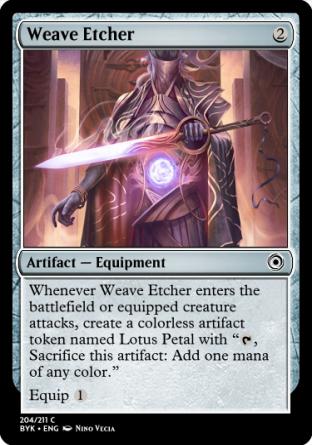 Weave Etcher 2
Artifact — Equipment
Whenever Weave Etcher enters the
battlefield or equipped creature
attacks, create a colorless artifact
token named Lotus Petal with “,
Sacrifice this artifact: Add one mana
of any color.”
Equip 1
204/211 C
BYK • ENG Nino Vecia